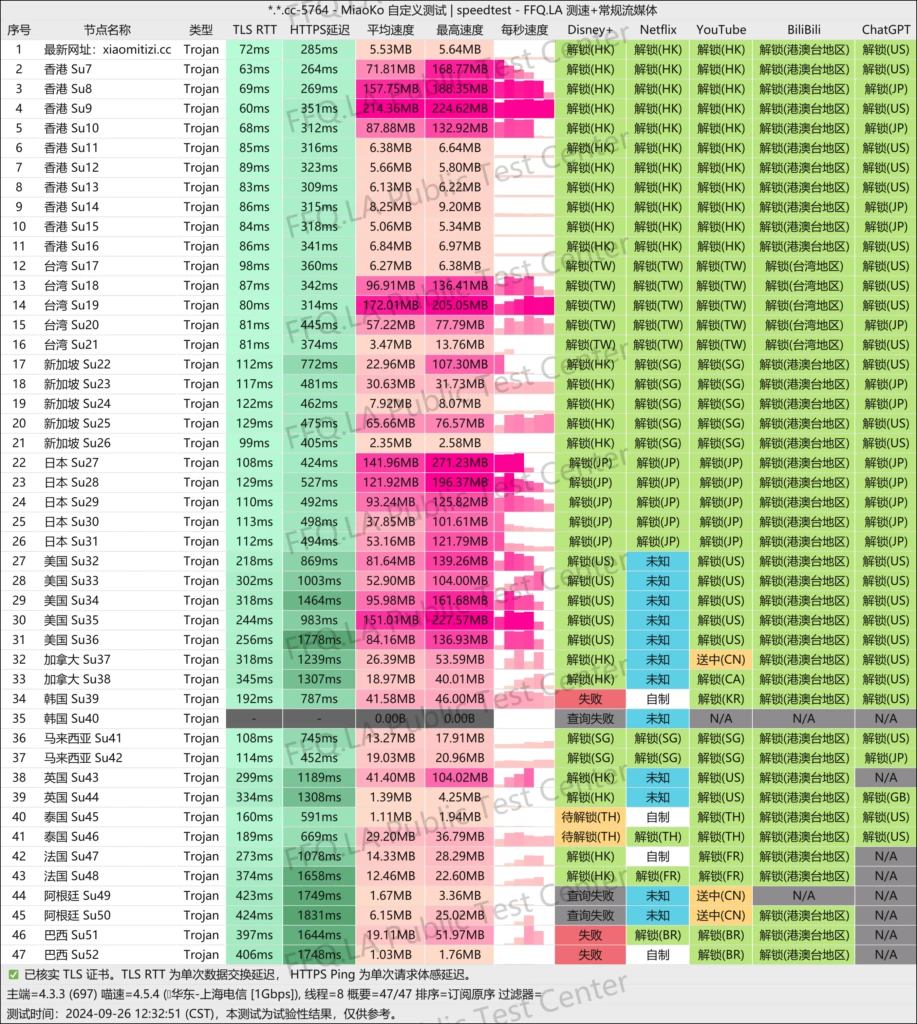 *.*.cc-5764 - MiaoKo 自定义测试 | speedtest - FFQ.LA 测速+常规流媒体
序号 节点名称 类型 TLS RTT HTTPS延迟 平均速度 最高速度 每秒速度 Disney+ Netflix YouTube BiliBili ChatGPT
1 最新网址：xiaomitizi.cc Trojan 72ms 285ms 5.53MB 5.64MB 解锁(HK) 解锁(HK) 解锁(HK) 解锁(港澳台地区) 解锁(US)
2 香港 Su7 Trojan 63ms 264ms 71.81MB 168.77MB 解锁(HK) 解锁(HK) 解锁(HK) 解锁(港澳台地区) 解锁(US)
3 香港 Su8 Trojan 69ms 269ms 157.75MB 188.35MB 解锁(HK) 解锁(HK) 解锁(HK) 解锁(港澳台地区) 解锁(JP)
4 香港 Su9 Trojan 60ms 351ms 214.36MB 224.62MB 解锁(HK) 解锁(HK) 解锁(HK) 解锁(港澳台地区) 解锁(US)
5 香港 Su10 Trojan 68ms 312ms 87.88MB 132.92MB 解锁(HK) 解锁(HK) 解锁(HK) 解锁(港澳台地区) 解锁(JP)
6 香港 Su11 Trojan 85ms 316ms 6.38MB 6.64MB 解锁(HK) 解锁(HK) 解锁(HK) 解锁(港澳台地区) 解锁(US)
7 香港 Su12 Trojan 89ms 323ms 5.66MB 5.80MB 解锁(HK) 解锁(HK) 解锁(HK) 解锁(港澳台地区) 解锁(US)
8 香港 Su13 Trojan 83ms 309ms 6.13MB 6.22MB 解锁(HK) 解锁(HK) 解锁(HK) 解锁(港澳台地区) 解锁(US)
9 香港 Su14 Trojan 86ms 315ms 8.25MB 9.20MB 解锁(HK) 解锁(HK) 解锁(HK) 解锁(港澳台地区) 解锁(JP)
10 香港 Su15 Trojan 84ms 318ms 5.06MB 5.34MB 解锁(HK) 解锁(HK) 解锁(HK) 解锁(港澳台地区) 解锁(JP)
11 香港 Su16 Trojan 86ms 341ms 6.84MB 6.97MB 解锁(HK) 解锁(HK) 解锁(HK) 解锁(港澳台地区) 解锁(US)
12 台湾 Su17 Trojan 98ms 360ms 6.27MB 6.38MB 解锁(TW) 解锁(TW) 解锁(TW) 解锁(台湾地区) 解锁(US)
13 台湾 Su18 Trojan 87ms 342ms 96.91MB 136.41MB 解锁(TW) 解锁(TW) 解锁(TW) 解锁(台湾地区) 解锁(US)
14 台湾 Su19 Trojan 80ms 314ms 172.01MB 205.05MB 解锁(TW) 解锁(TW) 解锁(TW) 解锁(台湾地区) 解锁(JP)
15 台湾 Su20 Trojan 81ms 445ms 57.22MB 77.79MB 解锁(TW) 解锁(TW) 解锁(TW) 解锁(台湾地区) 解锁(JP)
16 台湾 Su21 Trojan 81ms 374ms 3.47MB 13.76MB 解锁(TW) 解锁(TW) 解锁(TW) 解锁(台湾地区) 解锁(US)
17 新加坡 Su22 Trojan 112ms 772ms 22.96MB 107.30MB 解锁(HK) 解锁(SG) 解锁(SG) 解锁(港澳台地区) 解锁(US)
18 新加坡 Su23 Trojan 117ms 481ms 30.63MB 31.73MB 解锁(HK) 解锁(SG) 解锁(SG) 解锁(港澳台地区) 解锁(JP)
19 新加坡 Su24 Trojan 122ms 462ms 7.92MB 8.07MB 解锁(HK) 解锁(SG) 解锁(SG) 解锁(港澳台地区) 解锁(JP)
20 新加坡 Su25 Trojan 129ms 475ms 65.66MB 76.57MB 解锁(HK) 解锁(SG) 解锁(SG) 解锁(港澳台地区) 解锁(US)
21 新加坡 Su26 Trojan 99ms 405ms 2.35MB 2.58MB 解锁(HK) 解锁(SG) 解锁(SG) 解锁(港澳台地区) 解锁(US)
22 日本 Su27 Trojan 108ms 424ms 141.96MB 271.23MB 解锁(JP) 解锁(JP) 解锁(JP) 解锁(港澳台地区) 解锁(JP)
23 日本 Su28 Trojan 129ms 527ms 121.92MB 196.37MB 解锁(JP) 解锁(JP) 解锁(JP) 解锁(港澳台地区) 解锁(JP)
24 日本 Su29 Trojan 110ms 492ms 93.24MB 125.82MB 解锁(JP) 解锁(JP) 解锁(JP) 解锁(港澳台地区) 解锁(JP)
25 日本 Su30 Trojan 113ms 498ms 37.85MB 101.61MB 解锁(JP) 解锁(JP) 解锁(JP) 解锁(港澳台地区) 解锁(JP)
26 日本 Su31 Trojan 112ms 494ms 53.16MB 121.79MB 解锁(JP) 解锁(JP) 解锁(JP) 解锁(港澳台地区) 解锁(JP)
27 美国 Su32 Trojan 218ms 869ms 81.64MB 139.26MB 解锁(US) 未知 解锁(US) 解锁(港澳台地区) 解锁(US)
28 美国 Su33 Trojan 302ms 1003ms 52.90MB 104.00MB 解锁(US) 未知 解锁(US) 解锁(港澳台地区) 解锁(US)
29 美国 Su34 Trojan 318ms 1464ms 95.98MB 161.68MB 解锁(US) 未知 解锁(US) 解锁(港澳台地区) 解锁(US)
30 美国 Su35 Trojan 244ms 983ms 151.01MB 227.57MB 解锁(US) 未知 解锁(US) 解锁(港澳台地区) 解锁(US)
31 美国 Su36 Trojan 256ms 1778ms 84.16MB 136.93MB 解锁(US) 未知 解锁(US) 解锁(港澳台地区) 解锁(US)
32 加拿大 Su37 Trojan 318ms 1239ms 26.39MB 53.59MB 解锁(HK) 未知 送中(CN) 解锁(港澳台地区) 解锁(US)
33 加拿大 Su38 Trojan 345ms 1307ms 18.97MB 40.01MB 解锁(HK) 未知 解锁(CA) 解锁(港澳台地区) 解锁(US)
34 韩国 Su39 Trojan 192ms 787ms 41.58MB 46.00MB 失败 自制 解锁(KR) 解锁(港澳台地区) 解锁(US)
35 韩国 Su40 Trojan - - 0.00B 0.00B 查询失败 未知 N/A N/A N/A
36 马来西亚 Su41 Trojan 108ms 745ms 13.27MB 17.91MB 解锁(SG) 解锁(SG) 解锁(SG) 解锁(港澳台地区) 解锁(US)
37 马来西亚 Su42 Trojan 114ms 452ms 19.03MB 20.96MB 解锁(SG) 解锁(SG) 解锁(SG) 解锁(港澳台地区) 解锁(JP)
38 英国 Su43 Trojan 299ms 1189ms 41.40MB 104.02MB 解锁(HK) 未知 解锁(US) 解锁(港澳台地区) N/A
39 英国 Su44 Trojan 334ms 1308ms 1.39MB 4.25MB 解锁(HK) 未知 解锁(US) 解锁(港澳台地区) 解锁(GB)
40 泰国 Su45 Trojan 160ms 591ms 1.11MB 1.94MB 待解锁(TH) 自制 解锁(TH) 解锁(港澳台地区) 解锁(US)
41 泰国 Su46 Trojan 189ms 669ms 29.20MB 36.79MB 待解锁(TH) 解锁(TH) 解锁(TH) 解锁(港澳台地区) 解锁(US)
42 法国 Su47 Trojan 273ms 1078ms 14.33MB 28.29MB 解锁(HK) 自制 解锁(FR) 解锁(港澳台地区) N/A
43 法国 Su48 Trojan 374ms 1658ms 12.46MB 22.60MB 解锁(HK) 解锁(FR) 解锁(FR) 解锁(港澳台地区) N/A
44 阿根廷 Su49 Trojan 423ms 1749ms 1.67MB 3.36MB 查询失败 未知 送中(CN) N/A N/A
45 阿根廷 Su50 Trojan 424ms 1831ms 6.15MB 25.02MB 查询失败 未知 送中(CN) 解锁(港澳台地区) N/A
46 巴西 Su51 Trojan 397ms 1644ms 19.11MB 51.97MB 失败 解锁(BR) 解锁(BR) 解锁(港澳台地区) N/A
47 巴西 Su52 Trojan 406ms 1748ms 1.03MB 1.76MB 失败 自制 解锁(BR) 解锁(港澳台地区) N/A
✅ 已核实 TLS 证书。TLS RTT 为单次数据交换延迟，HTTPS Ping 为单次请求体感延迟。
主端=4.3.3 (697) 喵速=4.5.4 (华东-上海电信 [1Gbps]), 线程=8 概要=47/47 排序=订阅原序 过滤器=
测试时间：2024-09-26 12:32:51 (CST)，本测试为试验性结果，仅供参考。
FFQ.LA Public Test Center